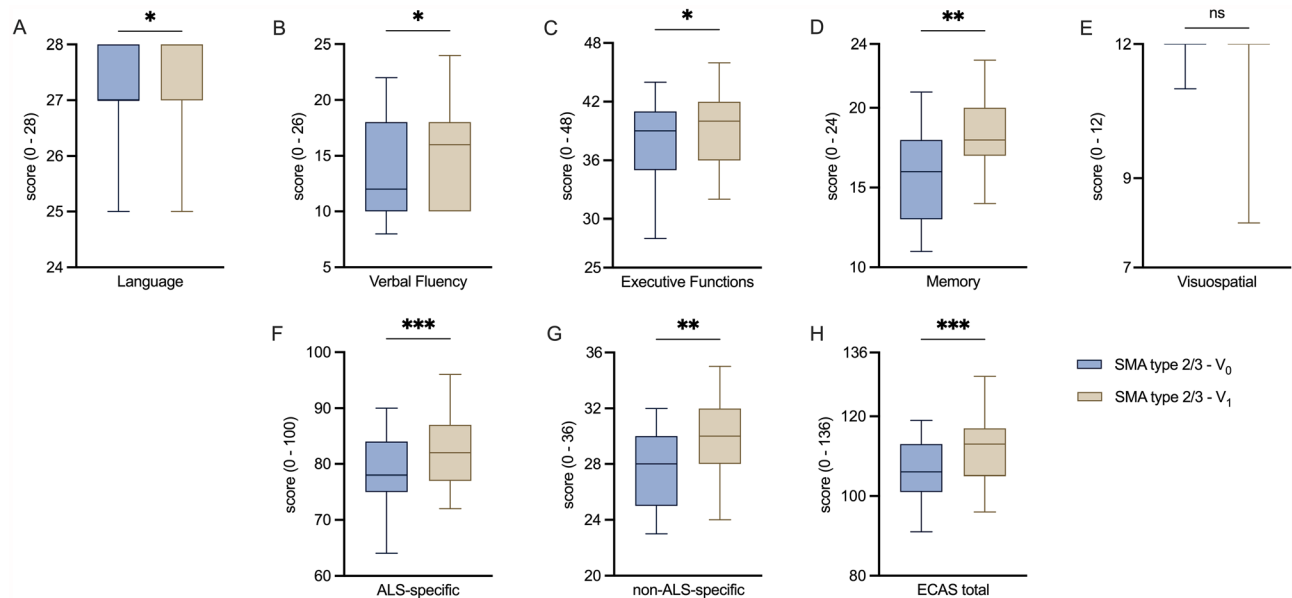 A
*
score (0 - 28)
28
27
26
25
24
Language
B
*
score (0 - 26)
25
20
15
10
5
Verbal Fluency
C
*
score (0 - 48)
48
42
36
30
25
Executive Functions
D
**
score (0 - 24)
24
20
15
10
Memory
E
ns
score (0 - 12)
12
9
7
Visuospatial
F
***
score (0 - 100)
100
90
80
70
60
ALS-specific
G
**
score (0 - 36)
36
32
28
24
20
non-ALS-specific
H
***
score (0 - 136)
136
120
100
80
ECAS total
SMA type 2/3 - V₀
SMA type 2/3 - V₁